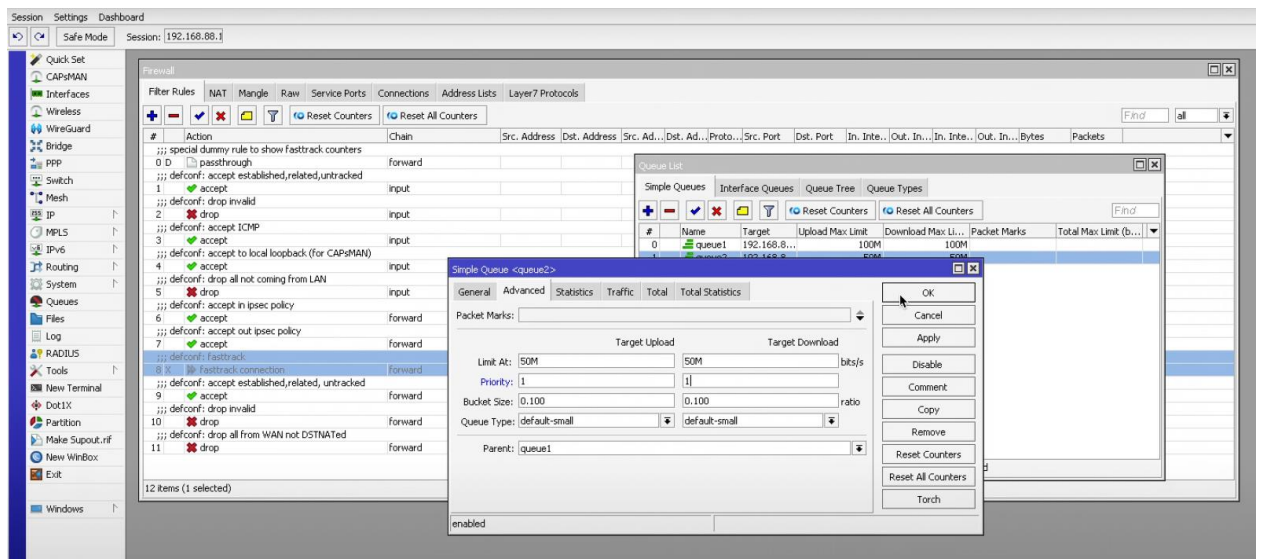 Session Settings Dashboard
Safe Mode Session: 192.168.88.1
Quick Set
CAPsMAN
Interfaces
Wireless
WireGuard
Bridge
PPP
Switch
Mesh
IP
MPLS
IPv6
Routing
System
Queues
Files
Log
RADIUS
Tools
New Terminal
Dot1X
Partition
Make Supout.rif
New WinBox
Exit
Windows
Firewall
Filter Rules NAT Mangle Raw Service Ports Connections Address Lists Layer7 Protocols
Reset Counters Reset All Counters Find all
# Action Chain Src. Address Dst. Address Src. Ad... Dst. Ad... Proto... Src. Port Dst. Port In. Inte... Out. In... In. Inte... Out. In... Bytes Packets
;;; special dummy rule to show fasttrack counters
0 D passthrough forward
;;; defconf: accept established,related,untracked
1 accept input
;;; defconf: drop invalid
2 drop input
;;; defconf: accept ICMP
3 accept input
;;; defconf: accept to local loopback (for CAPsMAN)
4 accept input
;;; defconf: drop all not coming from LAN
5 drop input
;;; defconf: accept in ipsec policy
6 accept forward
;;; defconf: accept out ipsec policy
7 accept forward
;;; defconf: fasttrack
8 X fasttrack connection forward
;;; defconf: accept established,related, untracked
9 accept forward
;;; defconf: drop invalid
10 drop forward
;;; defconf: drop all from WAN not DSTNATed
11 drop forward
12 items (1 selected)
Queue List
Simple Queues Interface Queues Queue Tree Queue Types
Reset Counters Reset All Counters Find
# Name Target Upload Max Limit Download Max Li... Packet Marks Total Max Limit (b...
0 queue1 192.168.8... 100M 100M
1 queue2 192.168.8... 50M 50M
Simple Queue <queue2>
General Advanced Statistics Traffic Total Total Statistics
Packet Marks:
Target Upload Target Download
Limit At: 50M 50M bits/s
Priority: 1 1
Bucket Size: 0.100 0.100 ratio
Queue Type: default-small default-small
Parent: queue1
OK
Cancel
Apply
Disable
Comment
Copy
Remove
Reset Counters
Reset All Counters
Torch
enabled